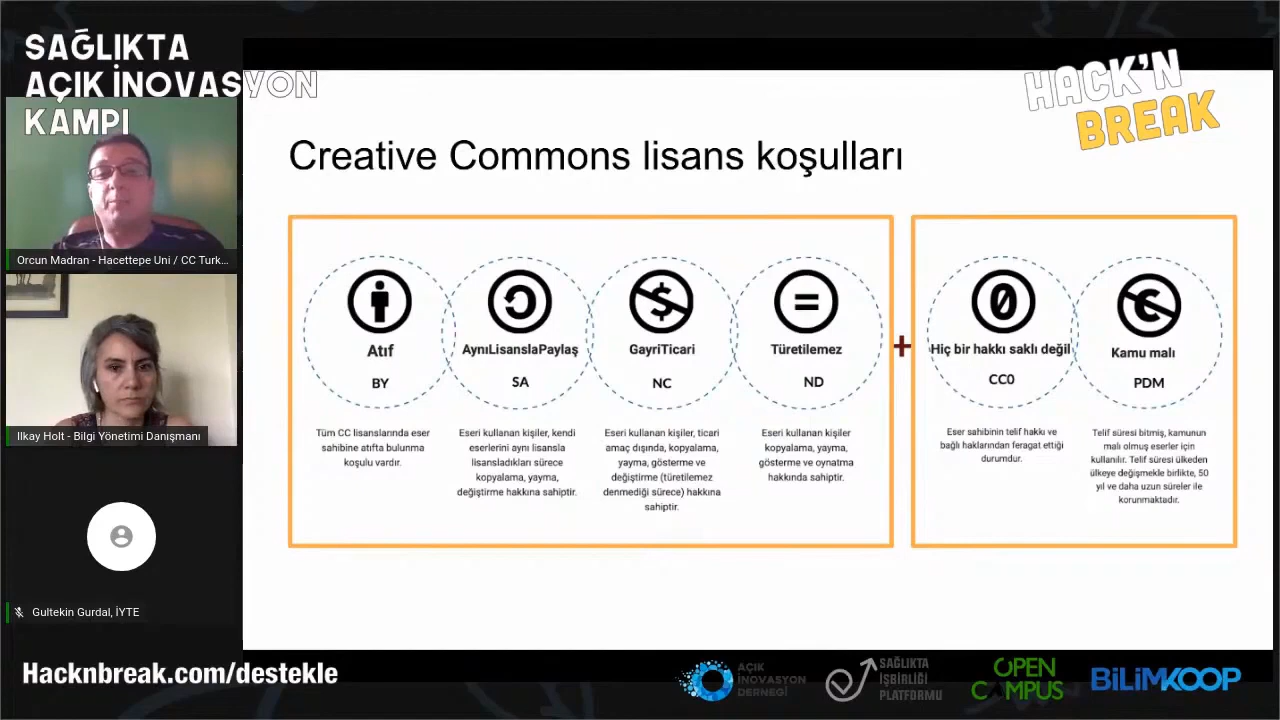 SAĞLIKTA
AÇIK İNOVASYON
KAMPI
HACK'N
BREAK
Orcun Madran - Hacettepe Uni / CC Turk...
Ilkay Holt - Bilgi Yönetimi Danışmanı
Gultekin Gurdal, İYTE
Creative Commons lisans koşulları
Atıf
BY
Tüm CC lisanslarında eser
sahibine atıfta bulunma
koşulu vardır.
AynıLisanslaPaylaş
SA
Eseri kullanan kişiler, kendi
eserlerini aynı lisansla
lisansladıkları sürece
kopyalama, yayma,
değiştirme hakkına sahiptir.
$
GayriTicari
NC
Eseri kullanan kişiler, ticari
amaç dışında, kopyalama,
yayma, gösterme ve
değiştirme (türetilemez
denmediği sürece) hakkına
sahiptir.
=
Türetilemez
ND
Eseri kullanan kişiler
kopyalama, yayma,
gösterme ve oynatma
hakkında sahiptir.
+
0
Hiç bir hakkı saklı değil
CC0
Eser sahibinin telif hakkı ve
bağlı haklarından feragat ettiği
durumdur.
Kamu malı
PDM
Telif süresi bitmiş, kamunun
malı olmuş eserler için
kullanılır. Telif süresi ülkeden
ülkeye değişmekle birlikte, 50
yıl ve daha uzun süreler ile
korunmaktadır.
Hacknbreak.com/destekle
AÇIK
İNOVASYON
DERNEĞİ
SAĞLIKTA
İŞBİRLİĞİ
PLATFORMU
OPEN
CAMPUS
BİLİMKOOP